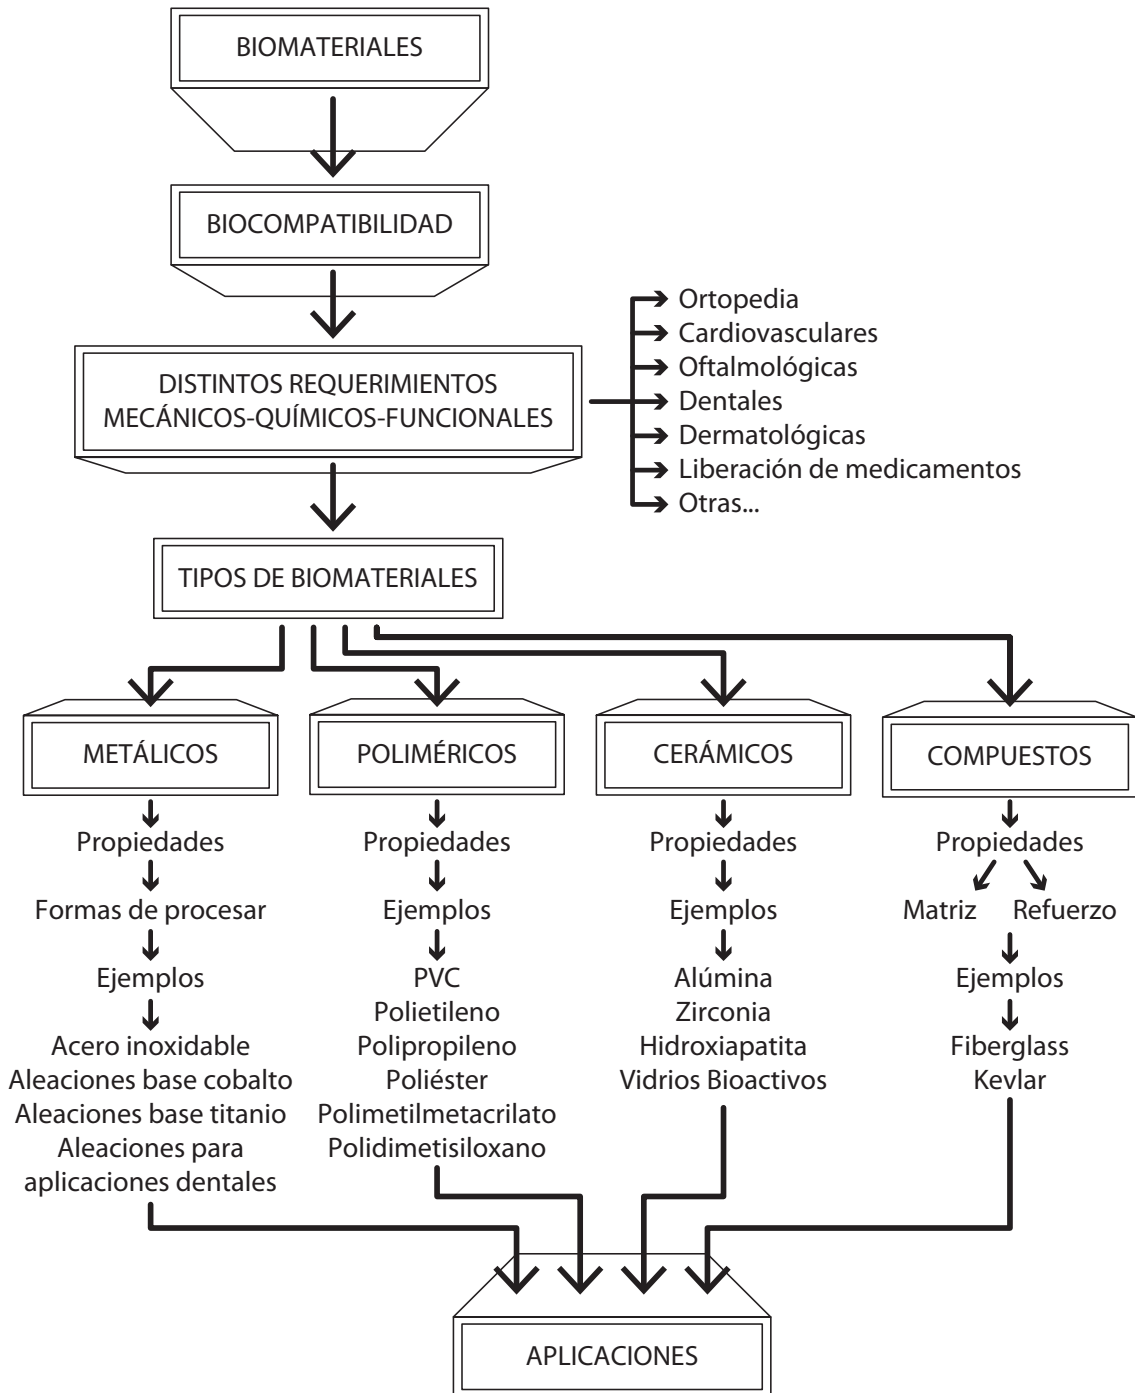 BIOMATERIALES
BIOCOMPATIBILIDAD
DISTINTOS REQUERIMIENTOS
MECÁNICOS-QUÍMICOS-FUNCIONALES
Ortopedia
Cardiovasculares
Oftalmológicas
Dentales
Dermatológicas
Liberación de medicamentos
Otras...
TIPOS DE BIOMATERIALES
METÁLICOS
Propiedades
Formas de procesar
Ejemplos
Acero inoxidable
Aleaciones base cobalto
Aleaciones base titanio
Aleaciones para
aplicaciones dentales
POLIMÉRICOS
Propiedades
Ejemplos
PVC
Polietileno
Polipropileno
Poliéster
Polimetilmetacrilato
Polidimetisiloxano
CERÁMICOS
Propiedades
Ejemplos
Alúmina
Zirconia
Hidroxiapatita
Vidrios Bioactivos
COMPUESTOS
Propiedades
Matriz Refuerzo
Ejemplos
Fiberglass
Kevlar
APLICACIONES